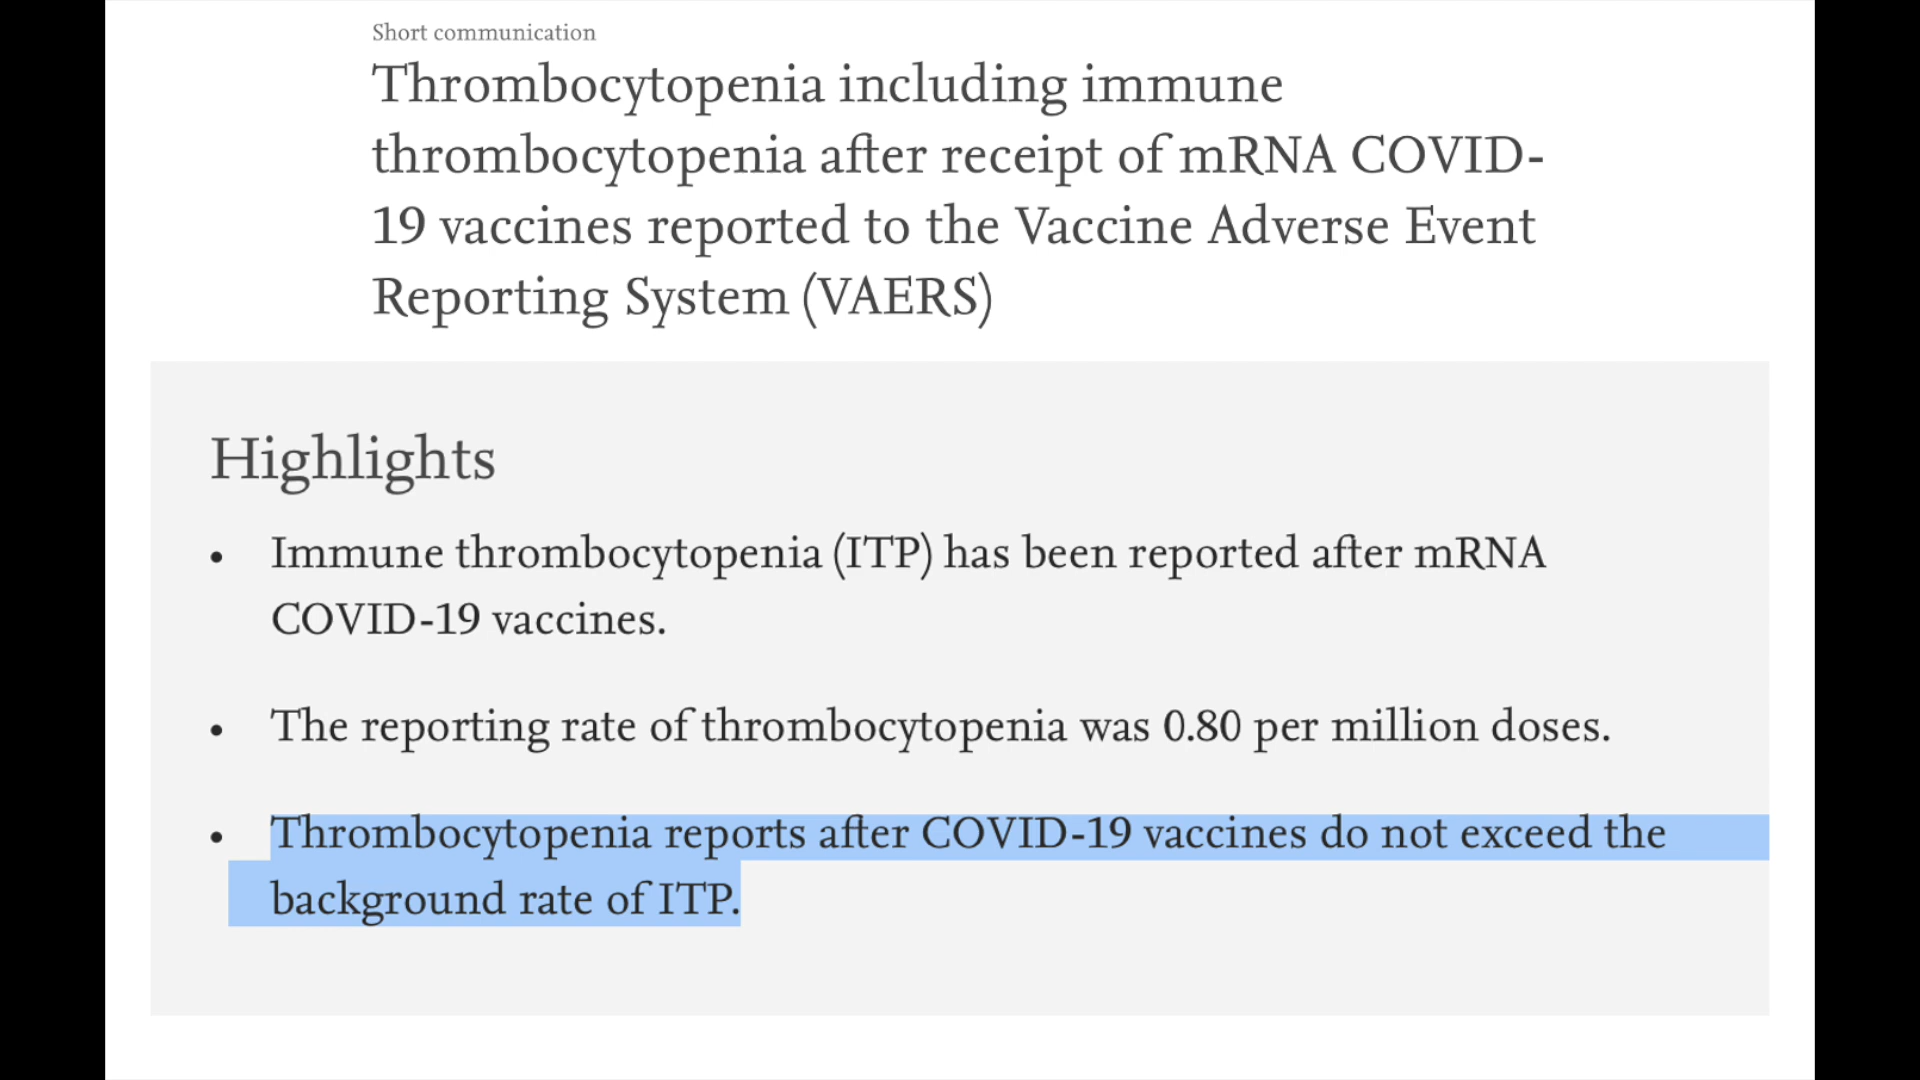 Short communication
Thrombocytopenia including immune
thrombocytopenia after receipt of mRNA COVID-
19 vaccines reported to the Vaccine Adverse Event
Reporting System (VAERS)
Highlights
• Immune thrombocytopenia (ITP) has been reported after mRNA
COVID-19 vaccines.
• The reporting rate of thrombocytopenia was 0.80 per million doses.
• Thrombocytopenia reports after COVID-19 vaccines do not exceed the
background rate of ITP.